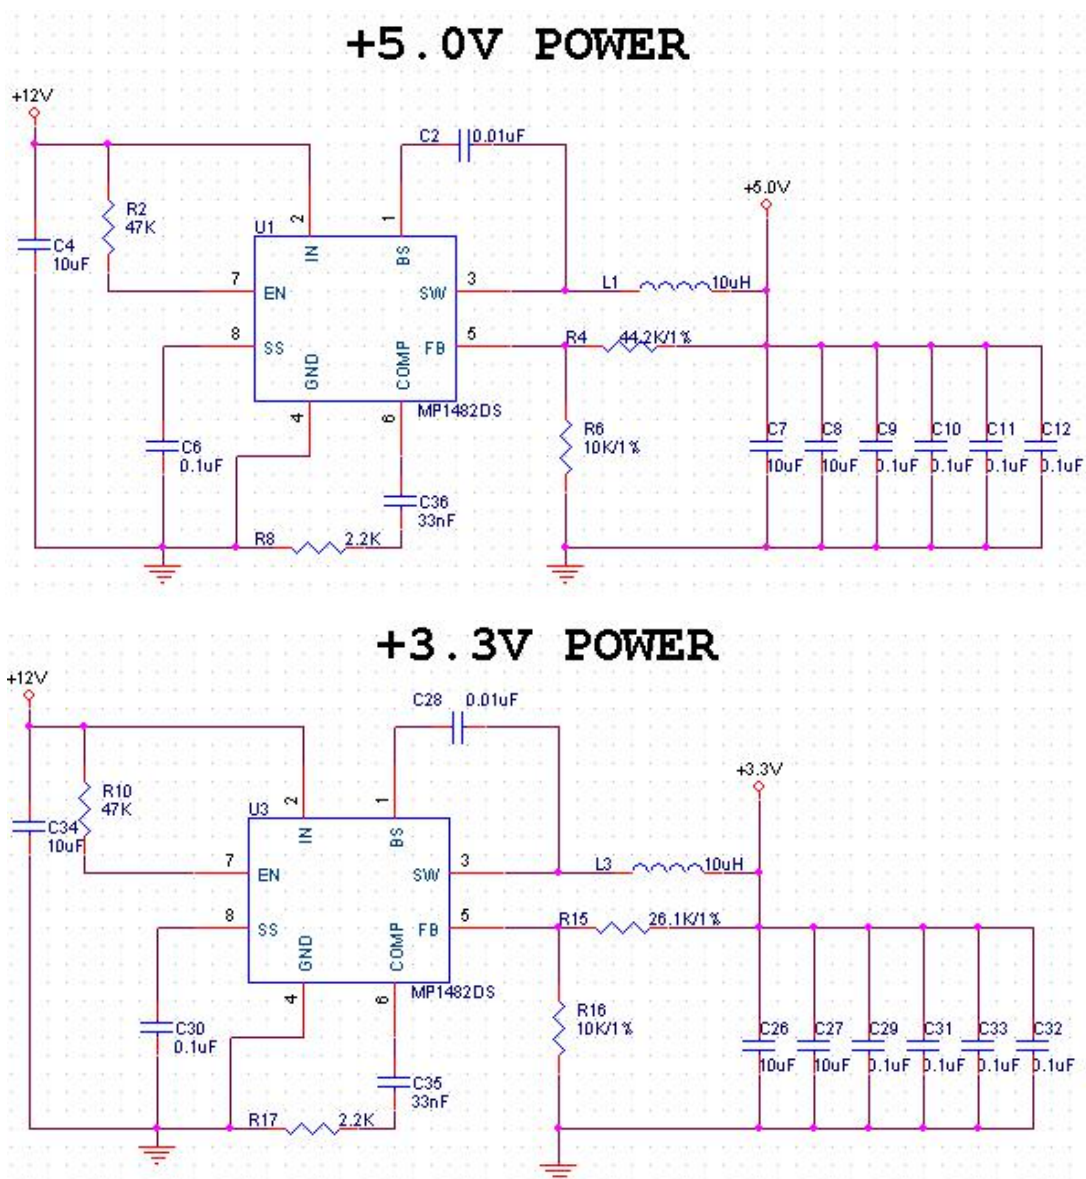 +5.0V POWER
+12V
C2 0.01uF
+5.0V
R2
47K
C4
10uF
U1
2
1
IN
BS
7
EN
SW
3
L1 10uH
8
SS
FB
5
R4 44.2K/1%
GND
COMP
4
6
MP1482DS
C6
0.1uF
R6
10K/1%
C7
10uF
C8
10uF
C9
0.1uF
C10
0.1uF
C11
0.1uF
C12
0.1uF
C36
33nF
R8 2.2K
+3.3V POWER
+12V
C28 0.01uF
+3.3V
R10
47K
C34
10uF
U3
2
1
IN
BS
7
EN
SW
3
L3 10uH
8
SS
FB
5
R15 26.1K/1%
GND
COMP
4
6
MP1482DS
C30
0.1uF
R16
10K/1%
C26
10uF
C27
10uF
C29
0.1uF
C31
0.1uF
C33
0.1uF
C32
0.1uF
C35
33nF
R17 2.2K